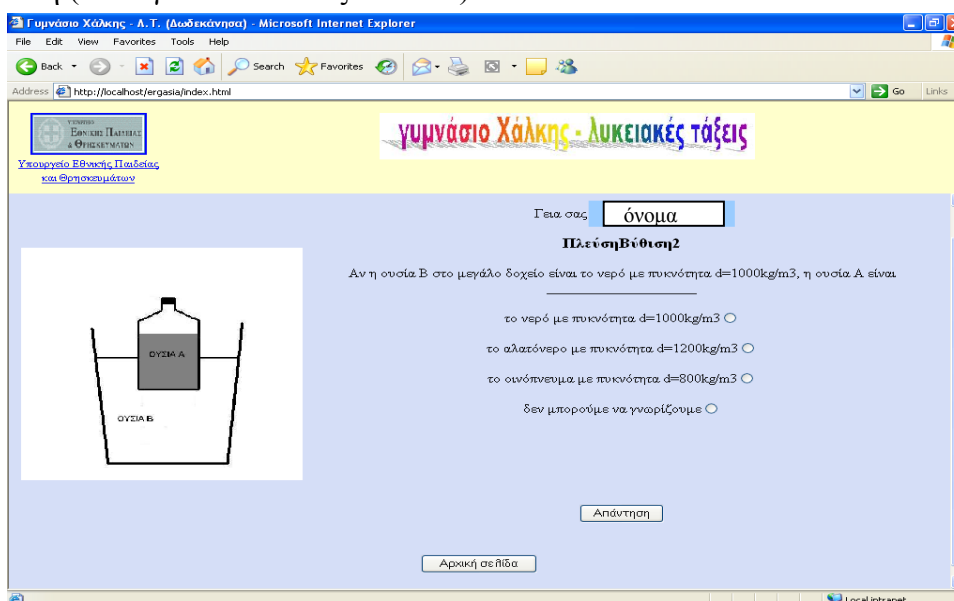 Γυμνάσιο Χάλκης - Λ.Τ. (Δωδεκάνησα) - Microsoft Internet Explorer
File Edit View Favorites Tools Help
Back Search Favorites
Address http://localhost/ergasia/index.html Go Links
ΥΠΟΥΡΓΕΙΟ
ΕΘΝΙΚΗΣ ΠΑΙΔΕΙΑΣ
& ΘΡΗΣΚΕΥΜΑΤΩΝ
Υπουργείο Εθνικής Παιδείας
και Θρησκευμάτων
γυμνάσιο Χάλκης - Λυκειακές τάξεις
Γεια σας όνομα
ΠλεύσηΒύθιση2
Αν η ουσία Β στο μεγάλο δοχείο είναι το νερό με πυκνότητα d=1000kg/m3, η ουσία Α είναι
το νερό με πυκνότητα d=1000kg/m3
το αλατόνερο με πυκνότητα d=1200kg/m3
το οινόπνευμα με πυκνότητα d=800kg/m3
δεν μπορούμε να γνωρίζουμε
ΟΥΣΙΑ Α
ΟΥΣΙΑ Β
Απάντηση
Αρχική σελίδα
Local intranet